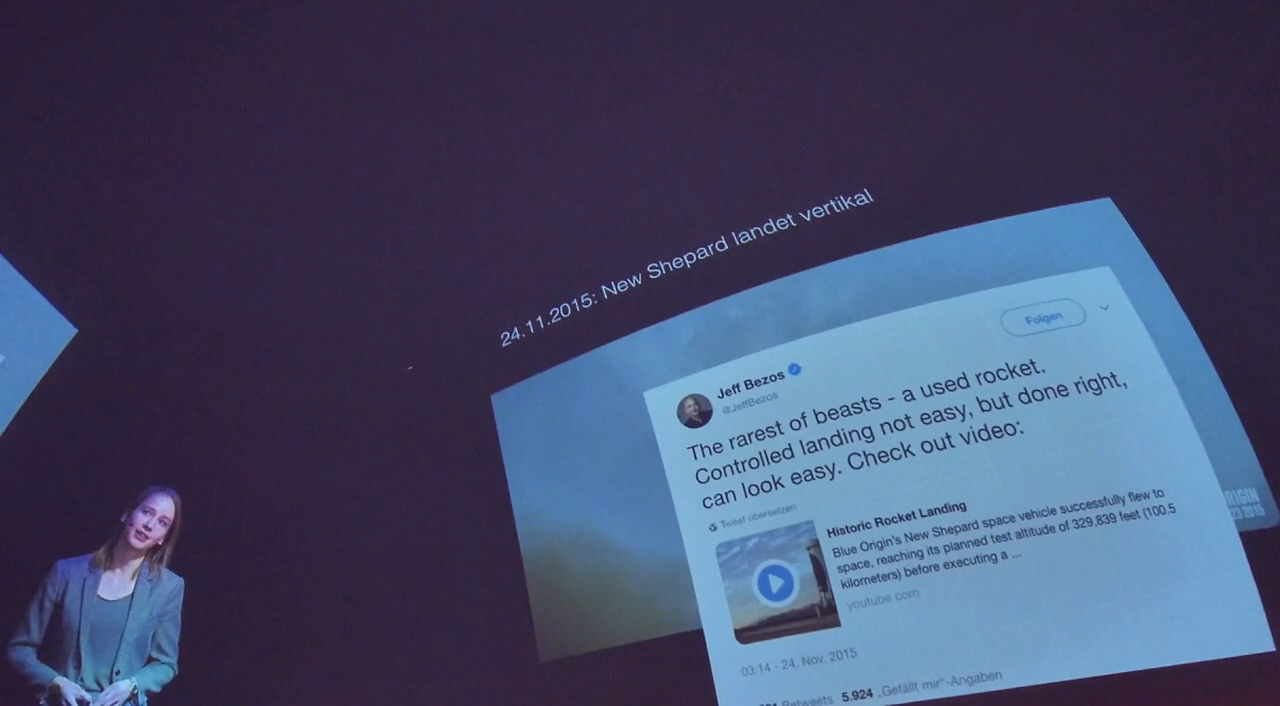 24.11.2015: New Shepard landet vertikal
Folgen
Jeff Bezos
@JeffBezos
The rarest of beasts - a used rocket.
Controlled landing not easy, but done right,
can look easy. Check out video:
Tweet übersetzen
Historic Rocket Landing
Blue Origin's New Shepard space vehicle successfully flew to
space, reaching its planned test altitude of 329,839 feet (100.5
kilometers) before executing a ...
youtube.com
03:14 - 24. Nov. 2015
Retweets 5.924 „Gefällt mir“-Angaben
2015